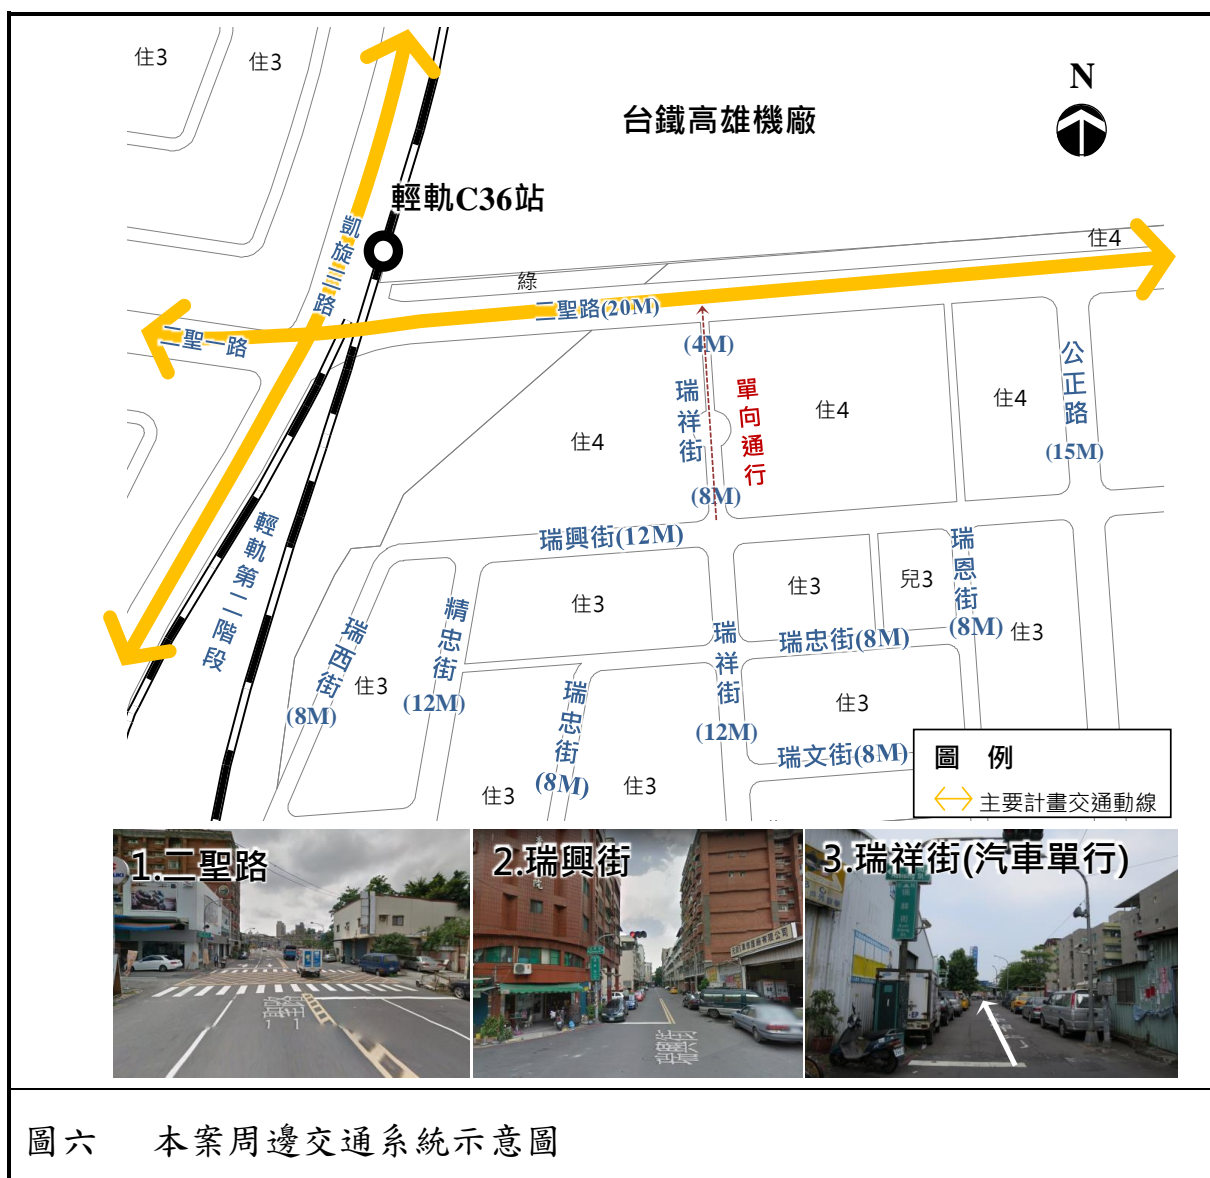 住3
住3
台鐵高雄機廠
N
輕軌C36站
凱旋三路
住4
綠
二聖路(20M)
二聖一路
(4M)
瑞祥街
單向通行
公正路
住4
住4
住4
(15M)
(8M)
瑞興街(12M)
輕軌第二階段
瑞恩街
住3
兒3
住3
精忠街
瑞西街
瑞祥街
瑞忠街(8M)
(8M)
住3
住3
(12M)
(8M)
瑞忠街
住3
(12M)
瑞文街(8M)
(8M)
住3
住3
圖 例
主要計畫交通動線
1.二聖路
2.瑞興街
3.瑞祥街(汽車單行)
二聖路
瑞興街
圖六 本案周邊交通系統示意圖